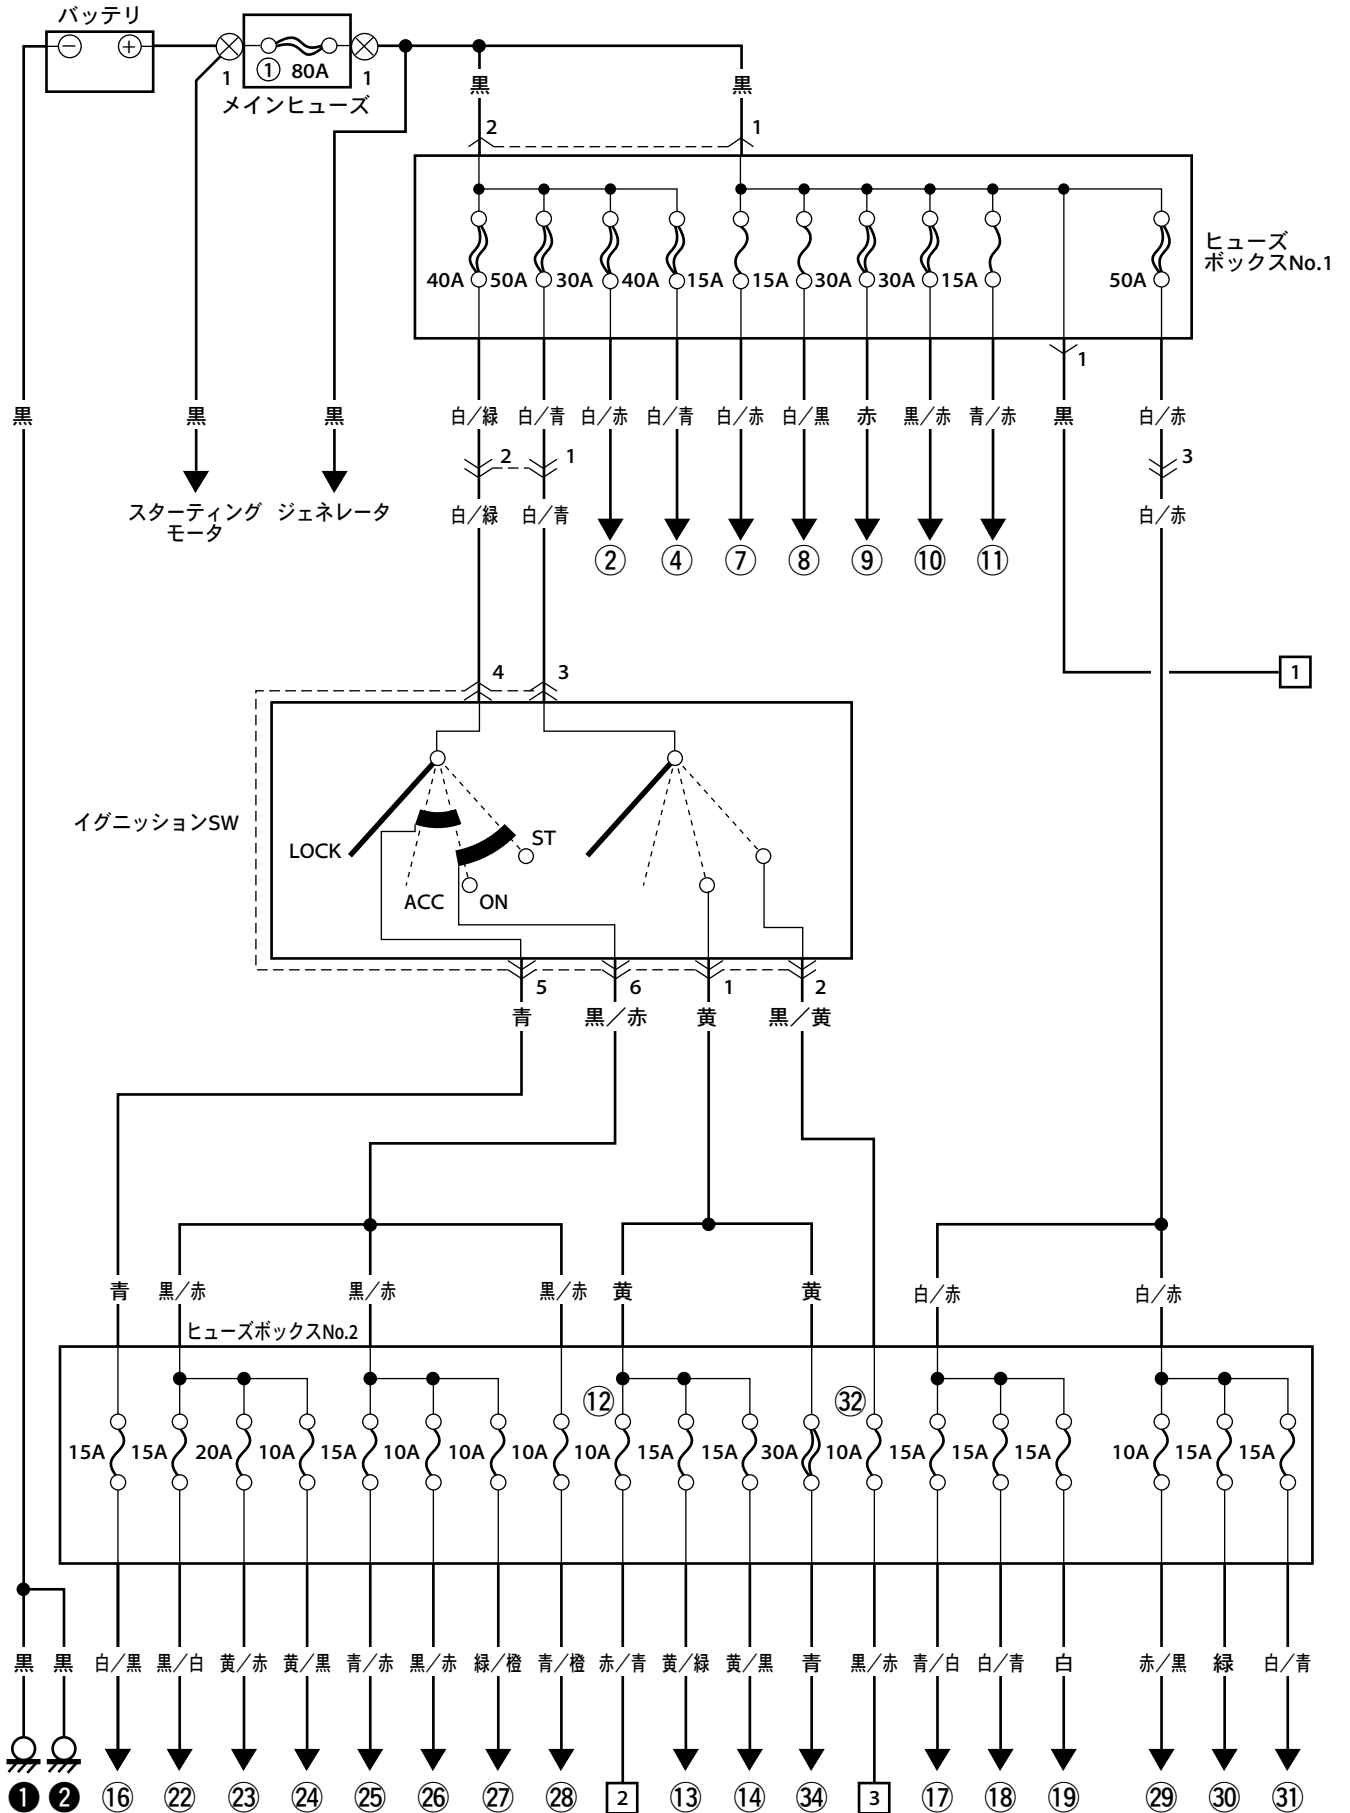 バッテリ
− +
1 ① 80A 1
メインヒューズ
黒 黒
2 1
40A 50A 30A 40A 15A 15A 30A 30A 15A 50A
ヒューズ
ボックスNo.1
1
黒 黒 黒 白/緑 白/青 白/赤 白/青 白/赤 白/黒 赤 黒/赤 青/赤 黒 白/赤
2 1 3
スターティング
モータ
ジェネレータ
白/緑 白/青 白/赤
② ④ ⑦ ⑧ ⑨ ⑩ ⑪
4 3
1
イグニッションSW
LOCK
ACC
ON
ST
5 6 1 2
青 黒/赤 黄 黒/黄
青 黒/赤 黒/赤 黒/赤 黄 黄 白/赤 白/赤
ヒューズボックスNo.2
⑫ ㉜
15A 15A 20A 10A 15A 10A 10A 10A 10A 15A 15A 30A 10A 15A 15A 15A 10A 15A 15A
黒 黒 白/黒 黒/白 黄/赤 黄/黒 青/赤 黒/赤 緑/橙 青/橙 赤/青 黄/緑 黄/黒 青 黒/赤 青/白 白/青 白 赤/黒 緑 白/青
❶ ❷ ⑯ ㉒ ㉓ ㉔ ㉕ ㉖ ㉗ ㉘ 2 ⑬ ⑭ ㉞ 3 ⑰ ⑱ ⑲ ㉙ ㉚ ㉛